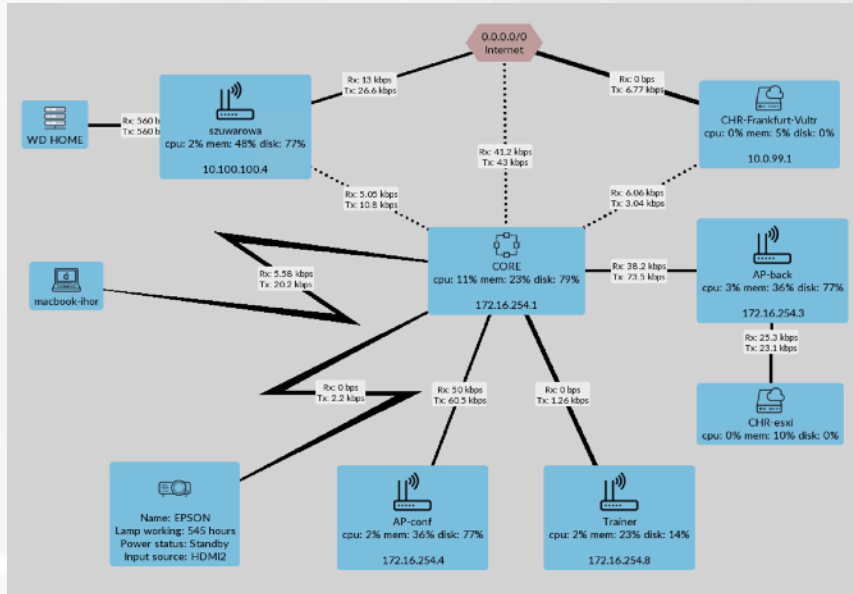 0.0.0.0/0
Internet
Rx: 13 kbps
Tx: 26.6 kbps
Rx: 0 bps
Tx: 6.77 kbps
WD HOME
Rx: 560
Tx: 560
szuwarowa
cpu: 2% mem: 48% disk: 77%
10.100.100.4
CHR-Frankfurt-Vultr
cpu: 0% mem: 5% disk: 0%
10.0.99.1
Rx: 41.2 kbps
Tx: 43 kbps
Rx: 5.05 kbps
Tx: 10.8 kbps
Rx: 6.06 kbps
Tx: 3.04 kbps
CORE
cpu: 11% mem: 23% disk: 79%
172.16.254.1
Rx: 38.2 kbps
Tx: 73.5 kbps
AP-back
cpu: 3% mem: 36% disk: 77%
172.16.254.3
macbook-ihor
Rx: 5.58 kbps
Tx: 20.2 kbps
Rx: 25.3 kbps
Tx: 23.1 kbps
CHR-esxi
cpu: 0% mem: 10% disk: 0%
Rx: 0 bps
Tx: 2.2 kbps
Rx: 50 kbps
Tx: 60.5 kbps
Rx: 0 bps
Tx: 1.26 kbps
Name: EPSON
Lamp working: 545 hours
Power status: Standby
Input source: HDMI2
AP-conf
cpu: 2% mem: 36% disk: 77%
172.16.254.4
Trainer
cpu: 2% mem: 23% disk: 14%
172.16.254.8